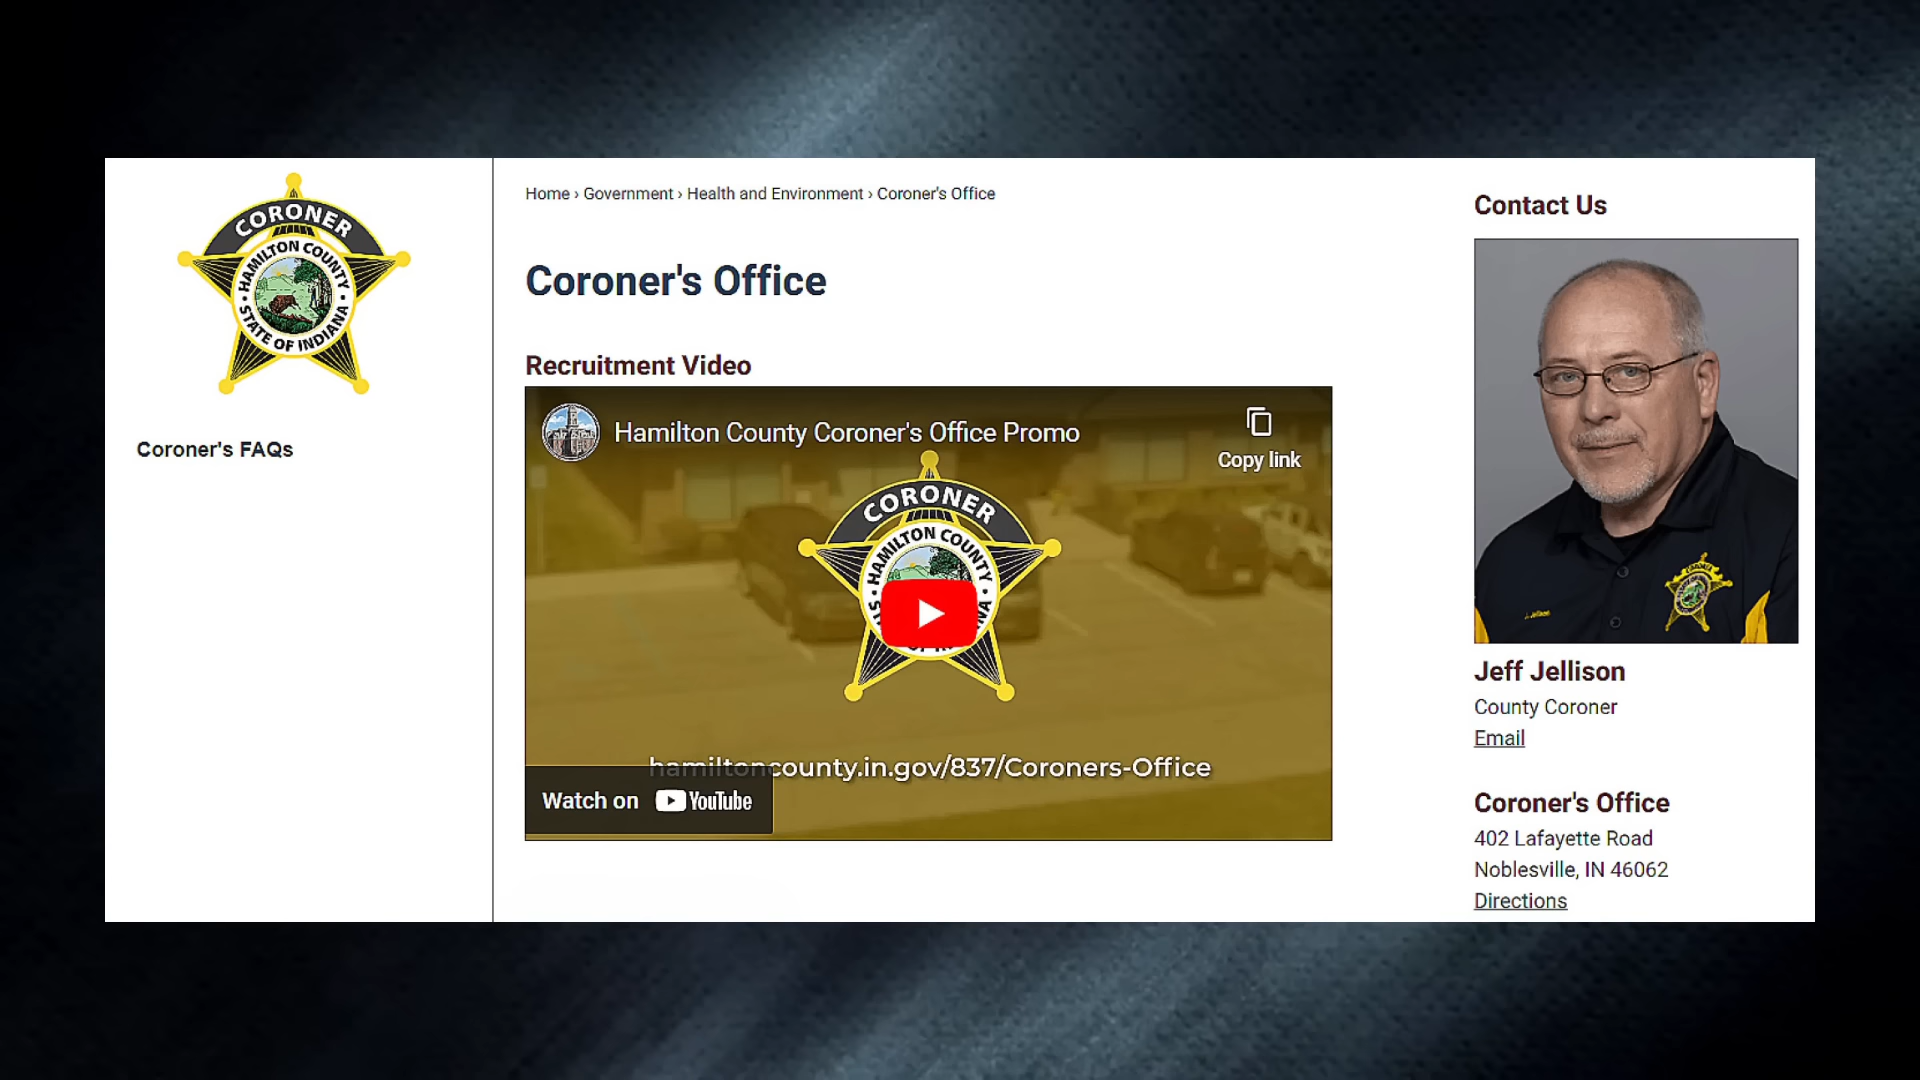 CORONER
HAMILTON COUNTY
STATE OF INDIANA
Coroner's FAQs
Home › Government › Health and Environment › Coroner's Office
Coroner's Office
Recruitment Video
Hamilton County Coroner's Office Promo
Copy link
CORONER
HAMILTON COUNTY
hamiltoncounty.in.gov/837/Coroners-Office
Watch on YouTube
Contact Us
CORONER
J. Jellison
Jeff Jellison
County Coroner
Email
Coroner's Office
402 Lafayette Road
Noblesville, IN 46062
Directions